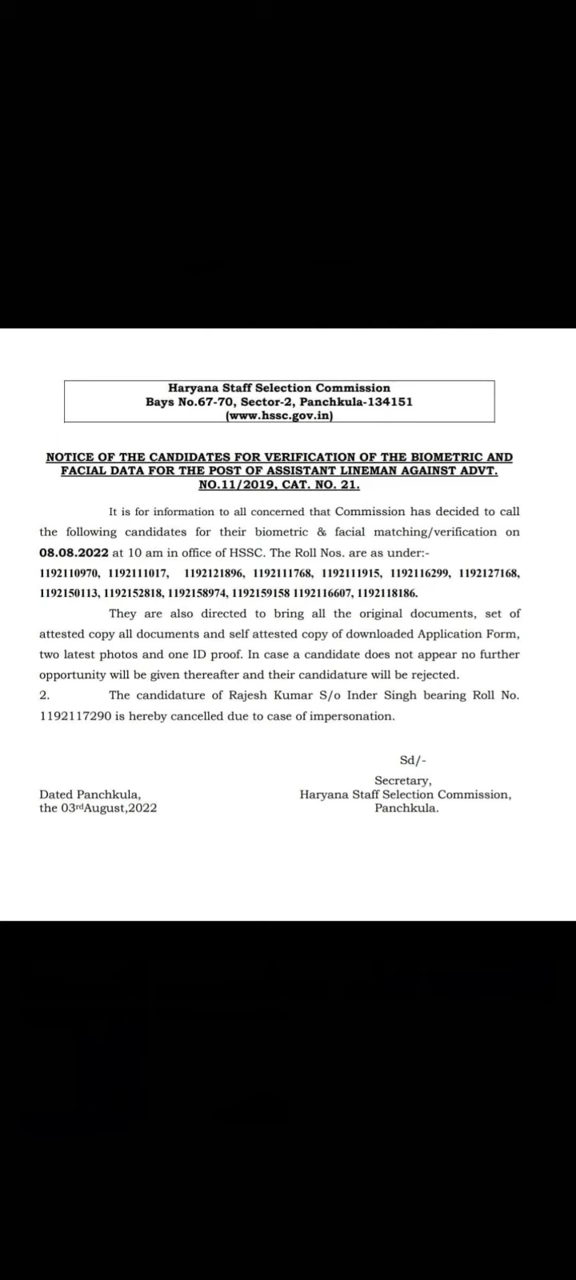 Haryana Staff Selection Commission
Bays No.67-70, Sector-2, Panchkula-134151
(www.hssc.gov.in)
NOTICE OF THE CANDIDATES FOR VERIFICATION OF THE BIOMETRIC AND
FACIAL DATA FOR THE POST OF ASSISTANT LINEMAN AGAINST ADVT.
NO.11/2019, CAT. NO. 21.
It is for information to all concerned that Commission has decided to call
the following candidates for their biometric & facial matching/verification on
08.08.2022 at 10 am in office of HSSC. The Roll Nos. are as under:-
1192110970, 1192111017, 1192121896, 1192111768, 1192111915, 1192116299, 1192127168,
1192150113, 1192152818, 1192158974, 1192159158 1192116607, 1192118186.
They are also directed to bring all the original documents, set of
attested copy all documents and self attested copy of downloaded Application Form,
two latest photos and one ID proof. In case a candidate does not appear no further
opportunity will be given thereafter and their candidature will be rejected.
2. The candidature of Rajesh Kumar S/o Inder Singh bearing Roll No.
1192117290 is hereby cancelled due to case of impersonation.
Sd/-
Secretary,
Dated Panchkula, Haryana Staff Selection Commission,
the 03rdAugust,2022 Panchkula.